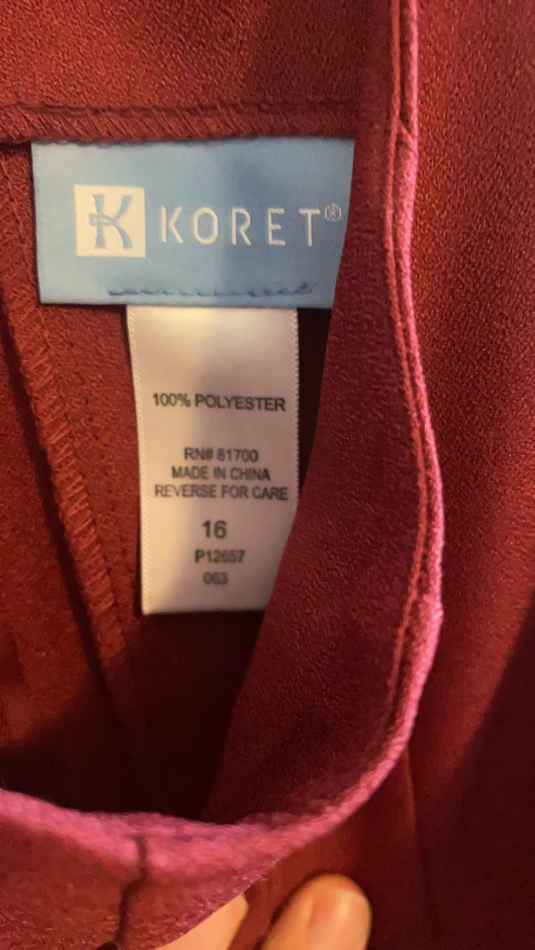 K KORET®
100% POLYESTER
RN# 81700
MADE IN CHINA
REVERSE FOR CARE
16
P12657
063